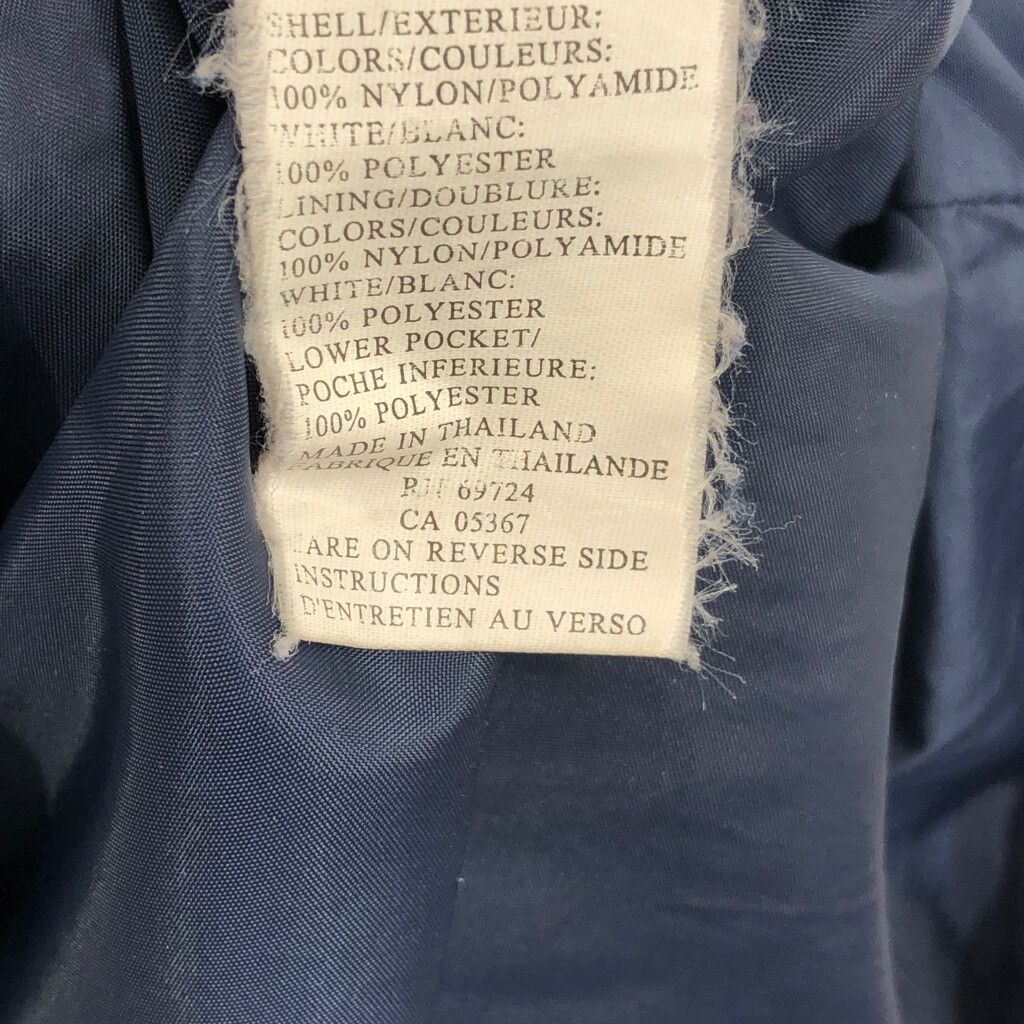 SHELL/EXTERIEUR:
COLORS/COULEURS:
100% NYLON/POLYAMIDE
WHITE/BLANC:
100% POLYESTER
LINING/DOUBLURE:
COLORS/COULEURS:
100% NYLON/POLYAMIDE
WHITE/BLANC:
100% POLYESTER
LOWER POCKET/
POCHE INFERIEURE:
100% POLYESTER
MADE IN THAILAND
FABRIQUE EN THAILANDE
RN 69724
CA 05367
CARE ON REVERSE SIDE
INSTRUCTIONS
D'ENTRETIEN AU VERSO